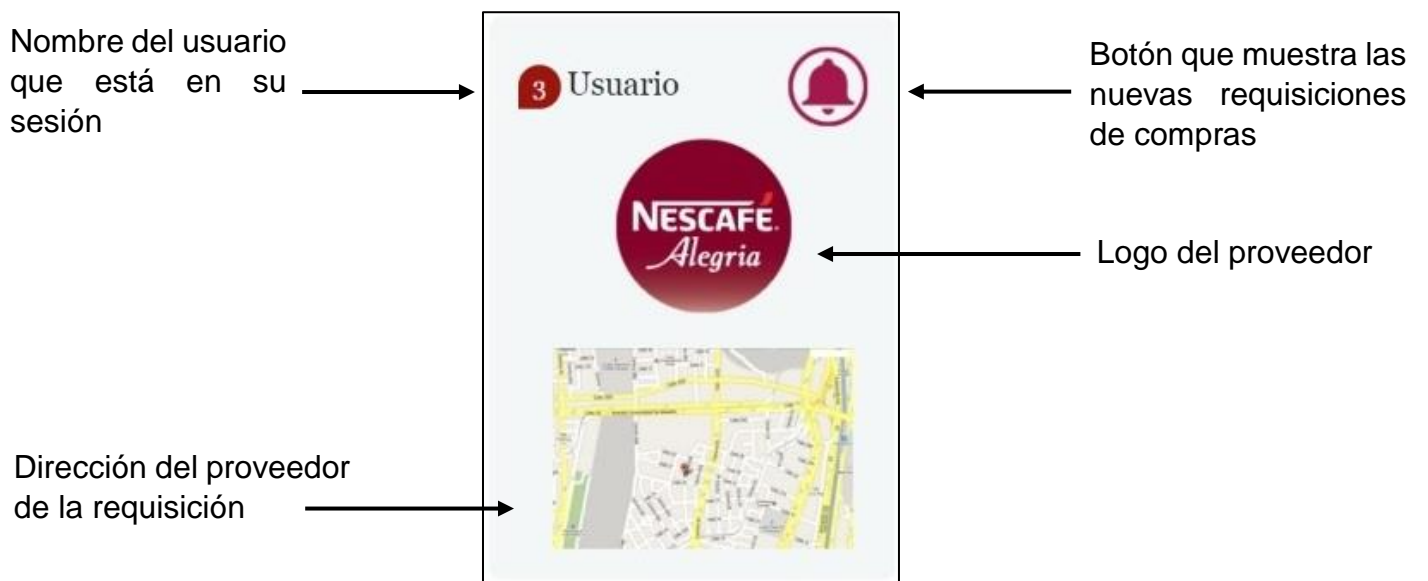 Nombre del usuario
que está en su
sesión
3 Usuario
Botón que muestra las
nuevas requisiciones
de compras
NESCAFÉ.
Alegria
Logo del proveedor
Dirección del proveedor
de la requisición